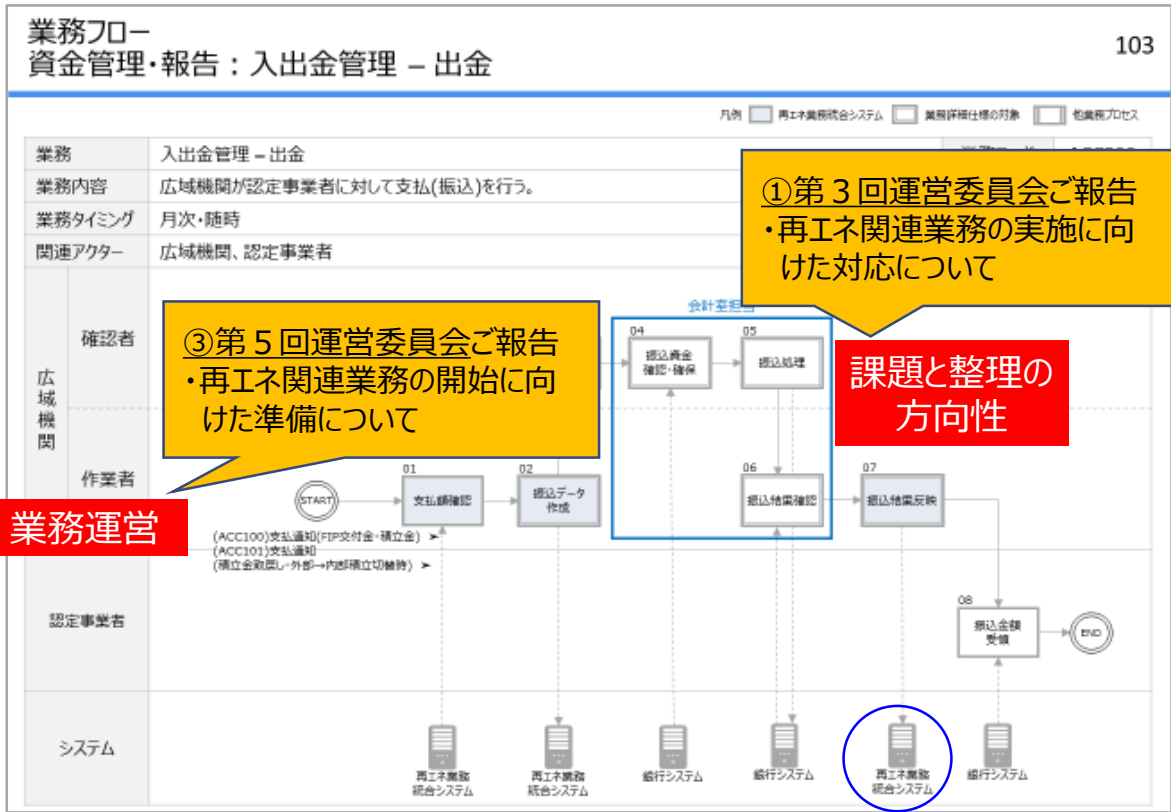 業務フロー
資金管理・報告：入出金管理 – 出金
103
凡例 再エネ業務統合システム 業務詳細仕様の対象 他業務プロセス
業務 入出金管理 – 出金
業務内容 広域機関が認定事業者に対して支払(振込)を行う。
業務タイミング 月次・随時
関連アクター 広域機関、認定事業者
①第３回運営委員会ご報告
・再エネ関連業務の実施に向
けた対応について
課題と整理の
方向性
③第５回運営委員会ご報告
・再エネ関連業務の開始に向
けた準備について
業務運営
会計室担当
広域機関
確認者
04
振込資金
確認・確保
05
振込処理
作業者
START
01
支払額確認
02
振込データ
作成
06
振込結果確認
07
振込結果反映
(ACC100)支払通知(FIP交付金・積立金) ➤
(ACC101)支払通知
(積立金取戻し・外部→内部積立切替時) ➤
認定事業者
08
振込金額
受領
END
システム
再エネ業務
統合システム
再エネ業務
統合システム
銀行システム
銀行システム
再エネ業務
統合システム
銀行システム